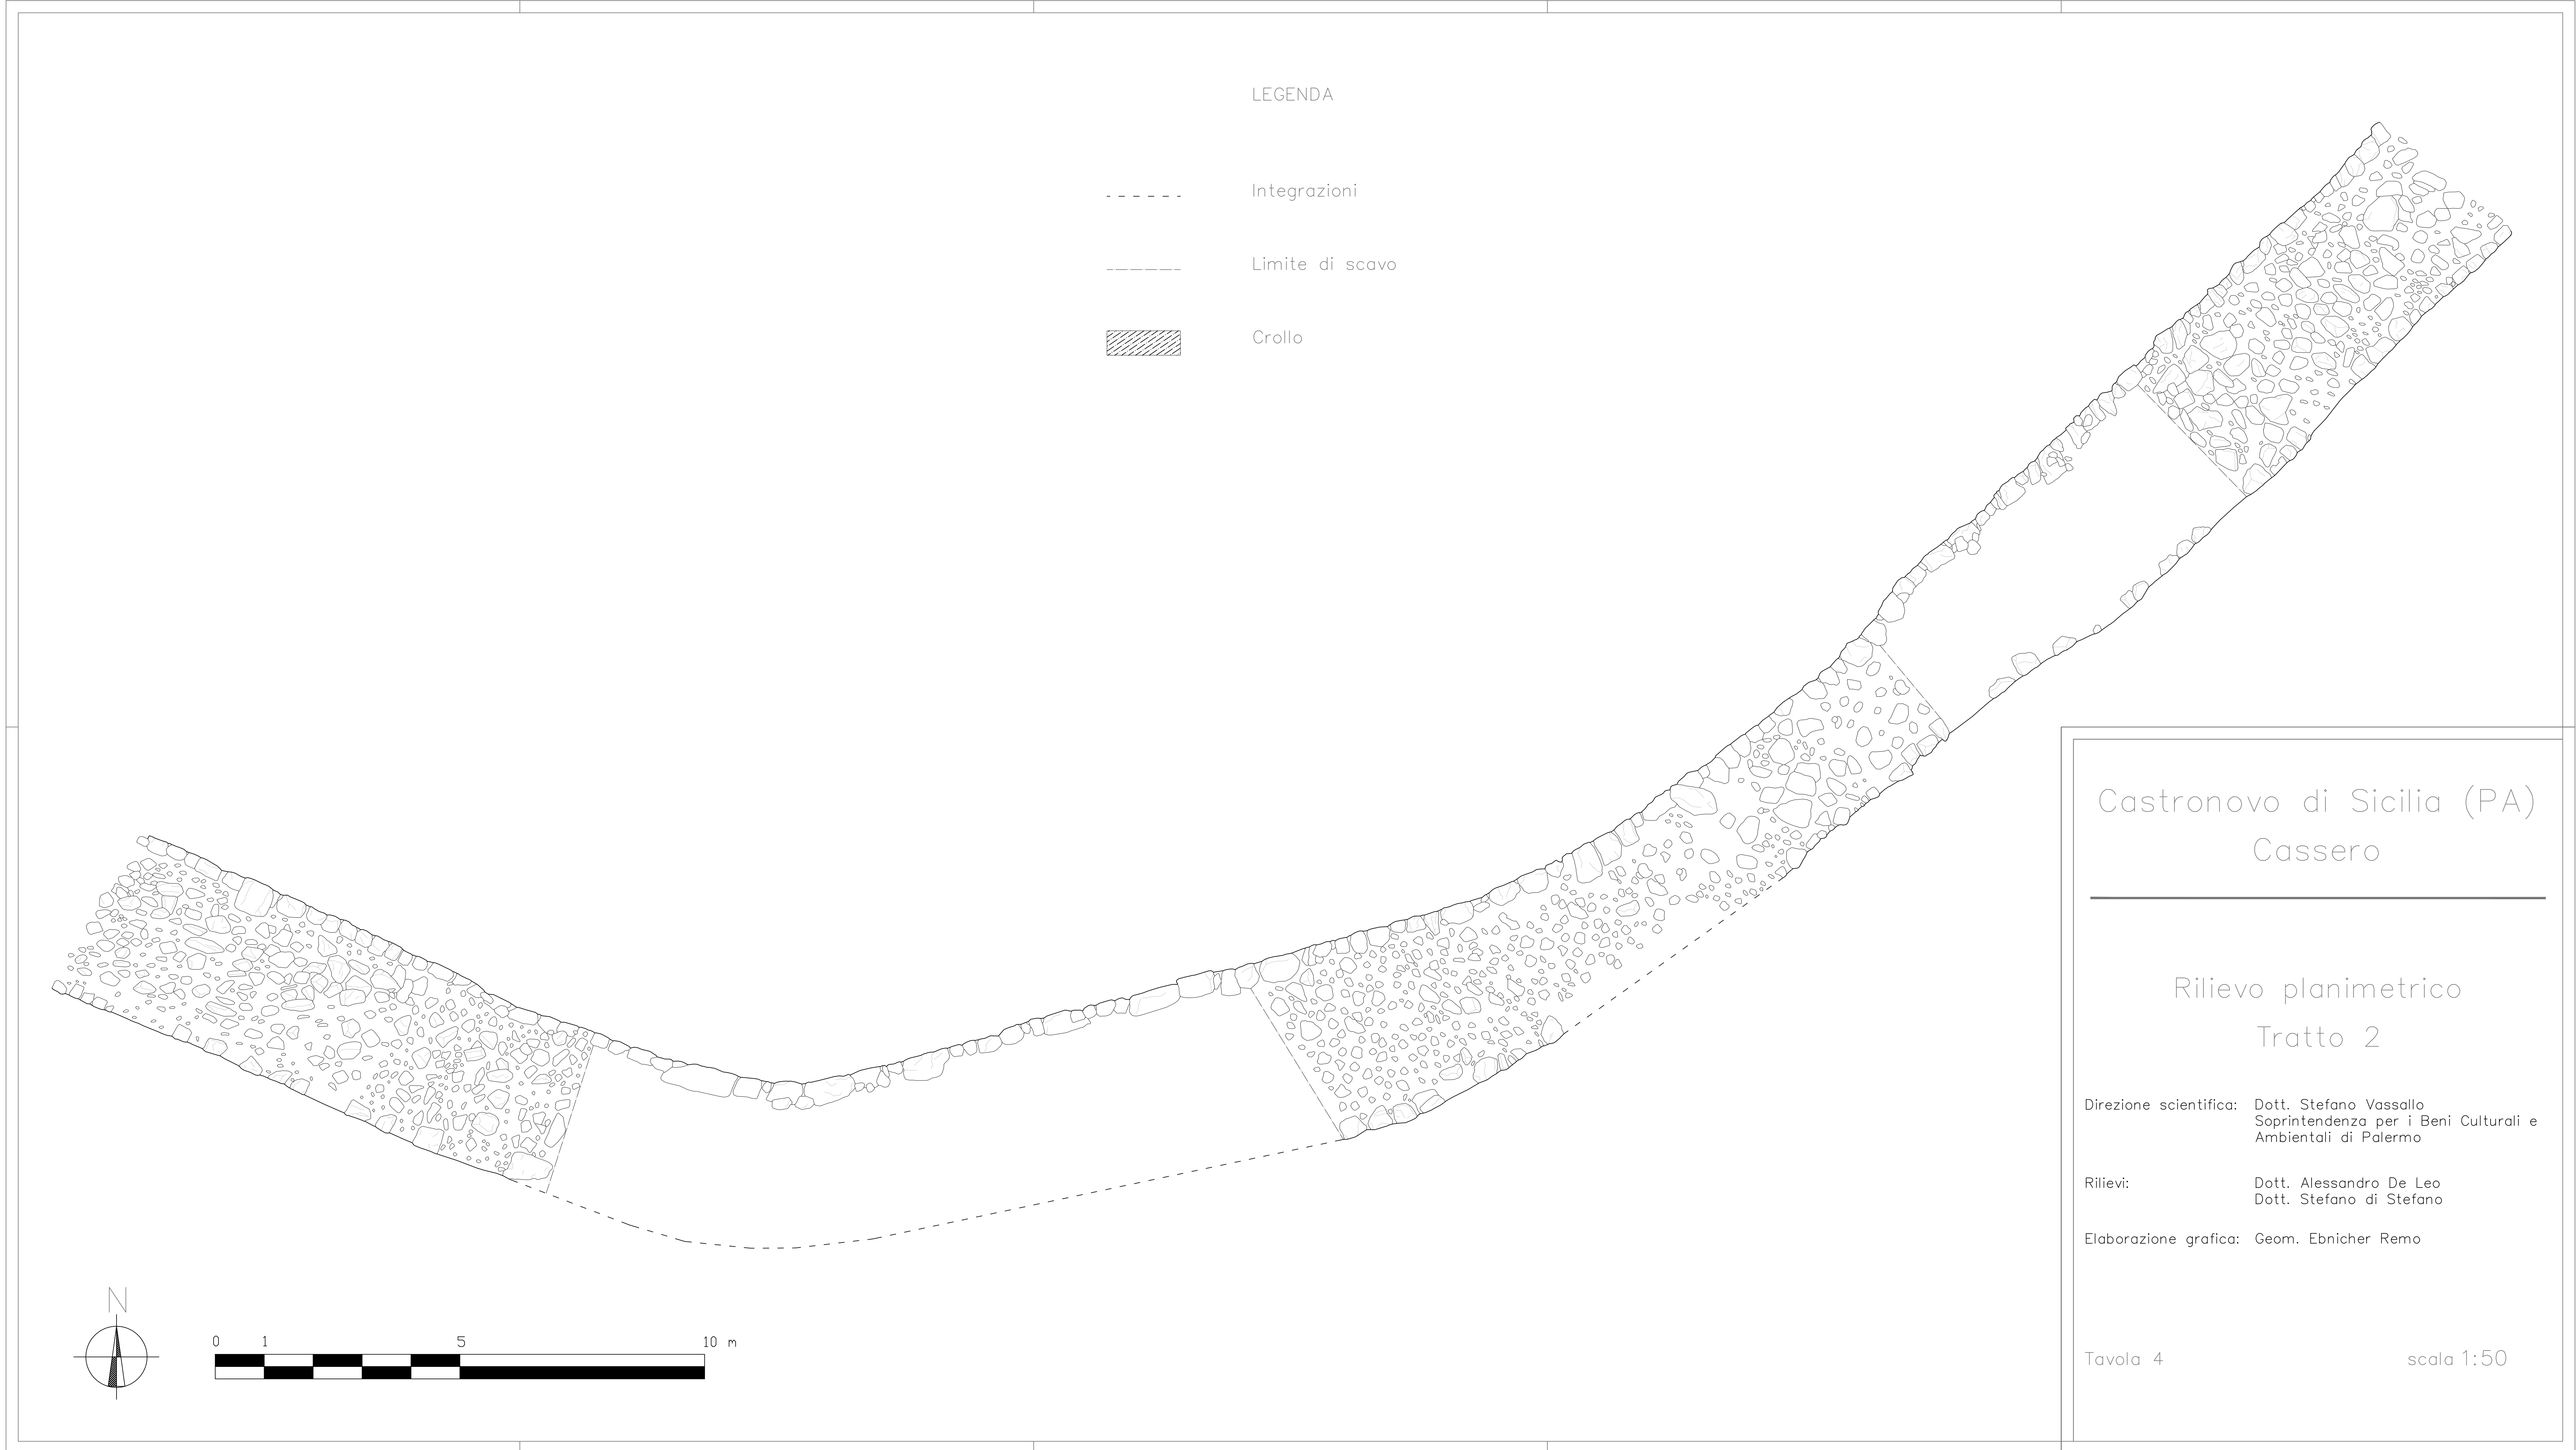 LEGENDA
Integrazioni
Limite di scavo
Crollo
Castronovo di Sicilia (PA)
Cassero
Rilievo planimetrico
Tratto 2
Direzione scientifica: Dott. Stefano Vassallo
Soprintendenza per i Beni Culturali e
Ambientali di Palermo
Rilievi: Dott. Alessandro De Leo
Dott. Stefano di Stefano
Elaborazione grafica: Geom. Ebnicher Remo
Tavola 4 scala 1:50
N
0 1 5 10 m